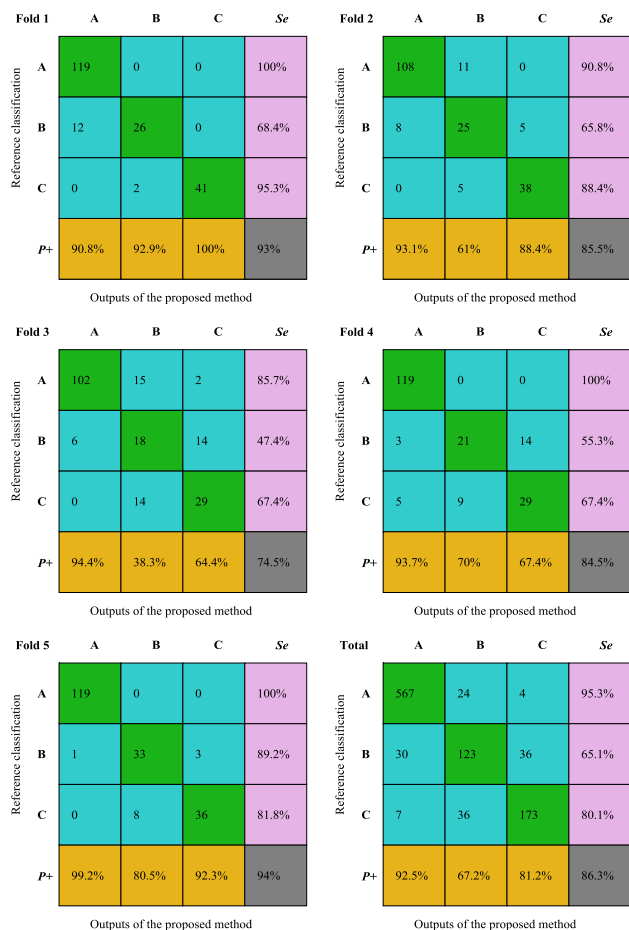 Fold 1 A B C Se
Reference classification
A 119 0 0 100%
B 12 26 0 68.4%
C 0 2 41 95.3%
P+ 90.8% 92.9% 100% 93%
Outputs of the proposed method
Fold 2 A B C Se
Reference classification
A 108 11 0 90.8%
B 8 25 5 65.8%
C 0 5 38 88.4%
P+ 93.1% 61% 88.4% 85.5%
Outputs of the proposed method
Fold 3 A B C Se
Reference classification
A 102 15 2 85.7%
B 6 18 14 47.4%
C 0 14 29 67.4%
P+ 94.4% 38.3% 64.4% 74.5%
Outputs of the proposed method
Fold 4 A B C Se
Reference classification
A 119 0 0 100%
B 3 21 14 55.3%
C 5 9 29 67.4%
P+ 93.7% 70% 67.4% 84.5%
Outputs of the proposed method
Fold 5 A B C Se
Reference classification
A 119 0 0 100%
B 1 33 3 89.2%
C 0 8 36 81.8%
P+ 99.2% 80.5% 92.3% 94%
Outputs of the proposed method
Total A B C Se
Reference classification
A 567 24 4 95.3%
B 30 123 36 65.1%
C 7 36 173 80.1%
P+ 92.5% 67.2% 81.2% 86.3%
Outputs of the proposed method